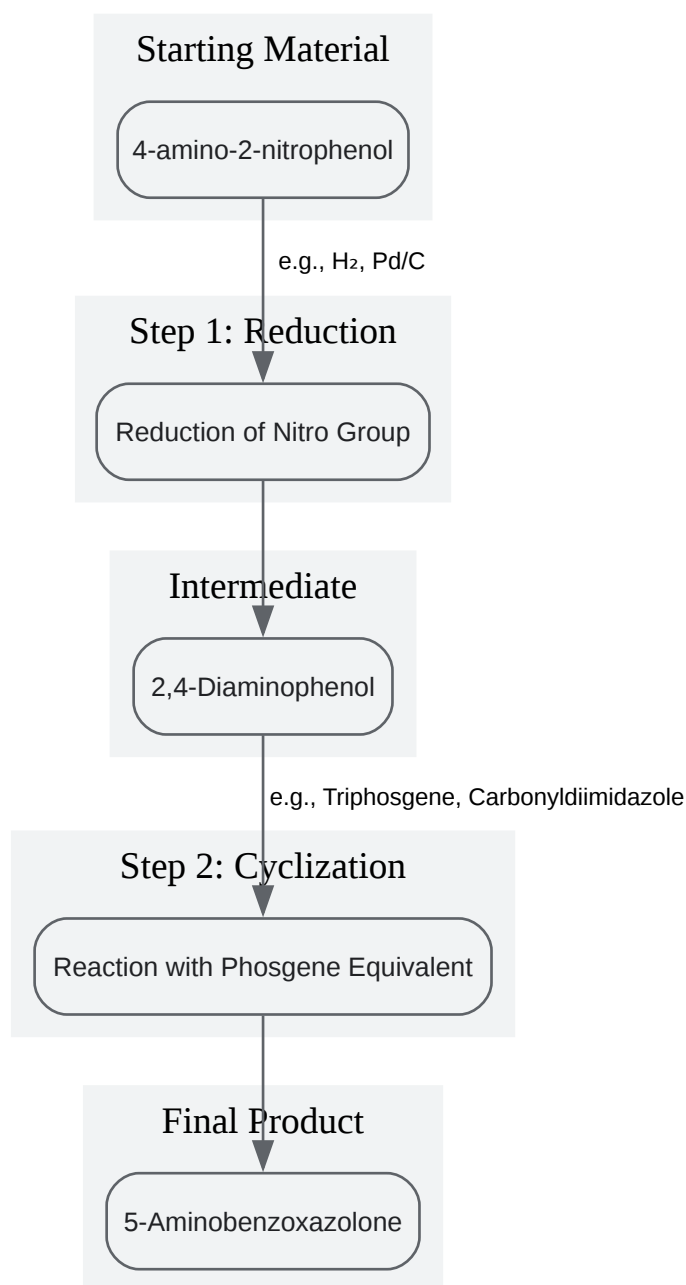 Starting Material
4-amino-2-nitrophenol
e.g., H₂, Pd/C
Step 1: Reduction
Reduction of Nitro Group
Intermediate
2,4-Diaminophenol
e.g., Triphosgene, Carbonyldiimidazole
Step 2: Cyclization
Reaction with Phosgene Equivalent
Final Product
5-Aminobenzoxazolone